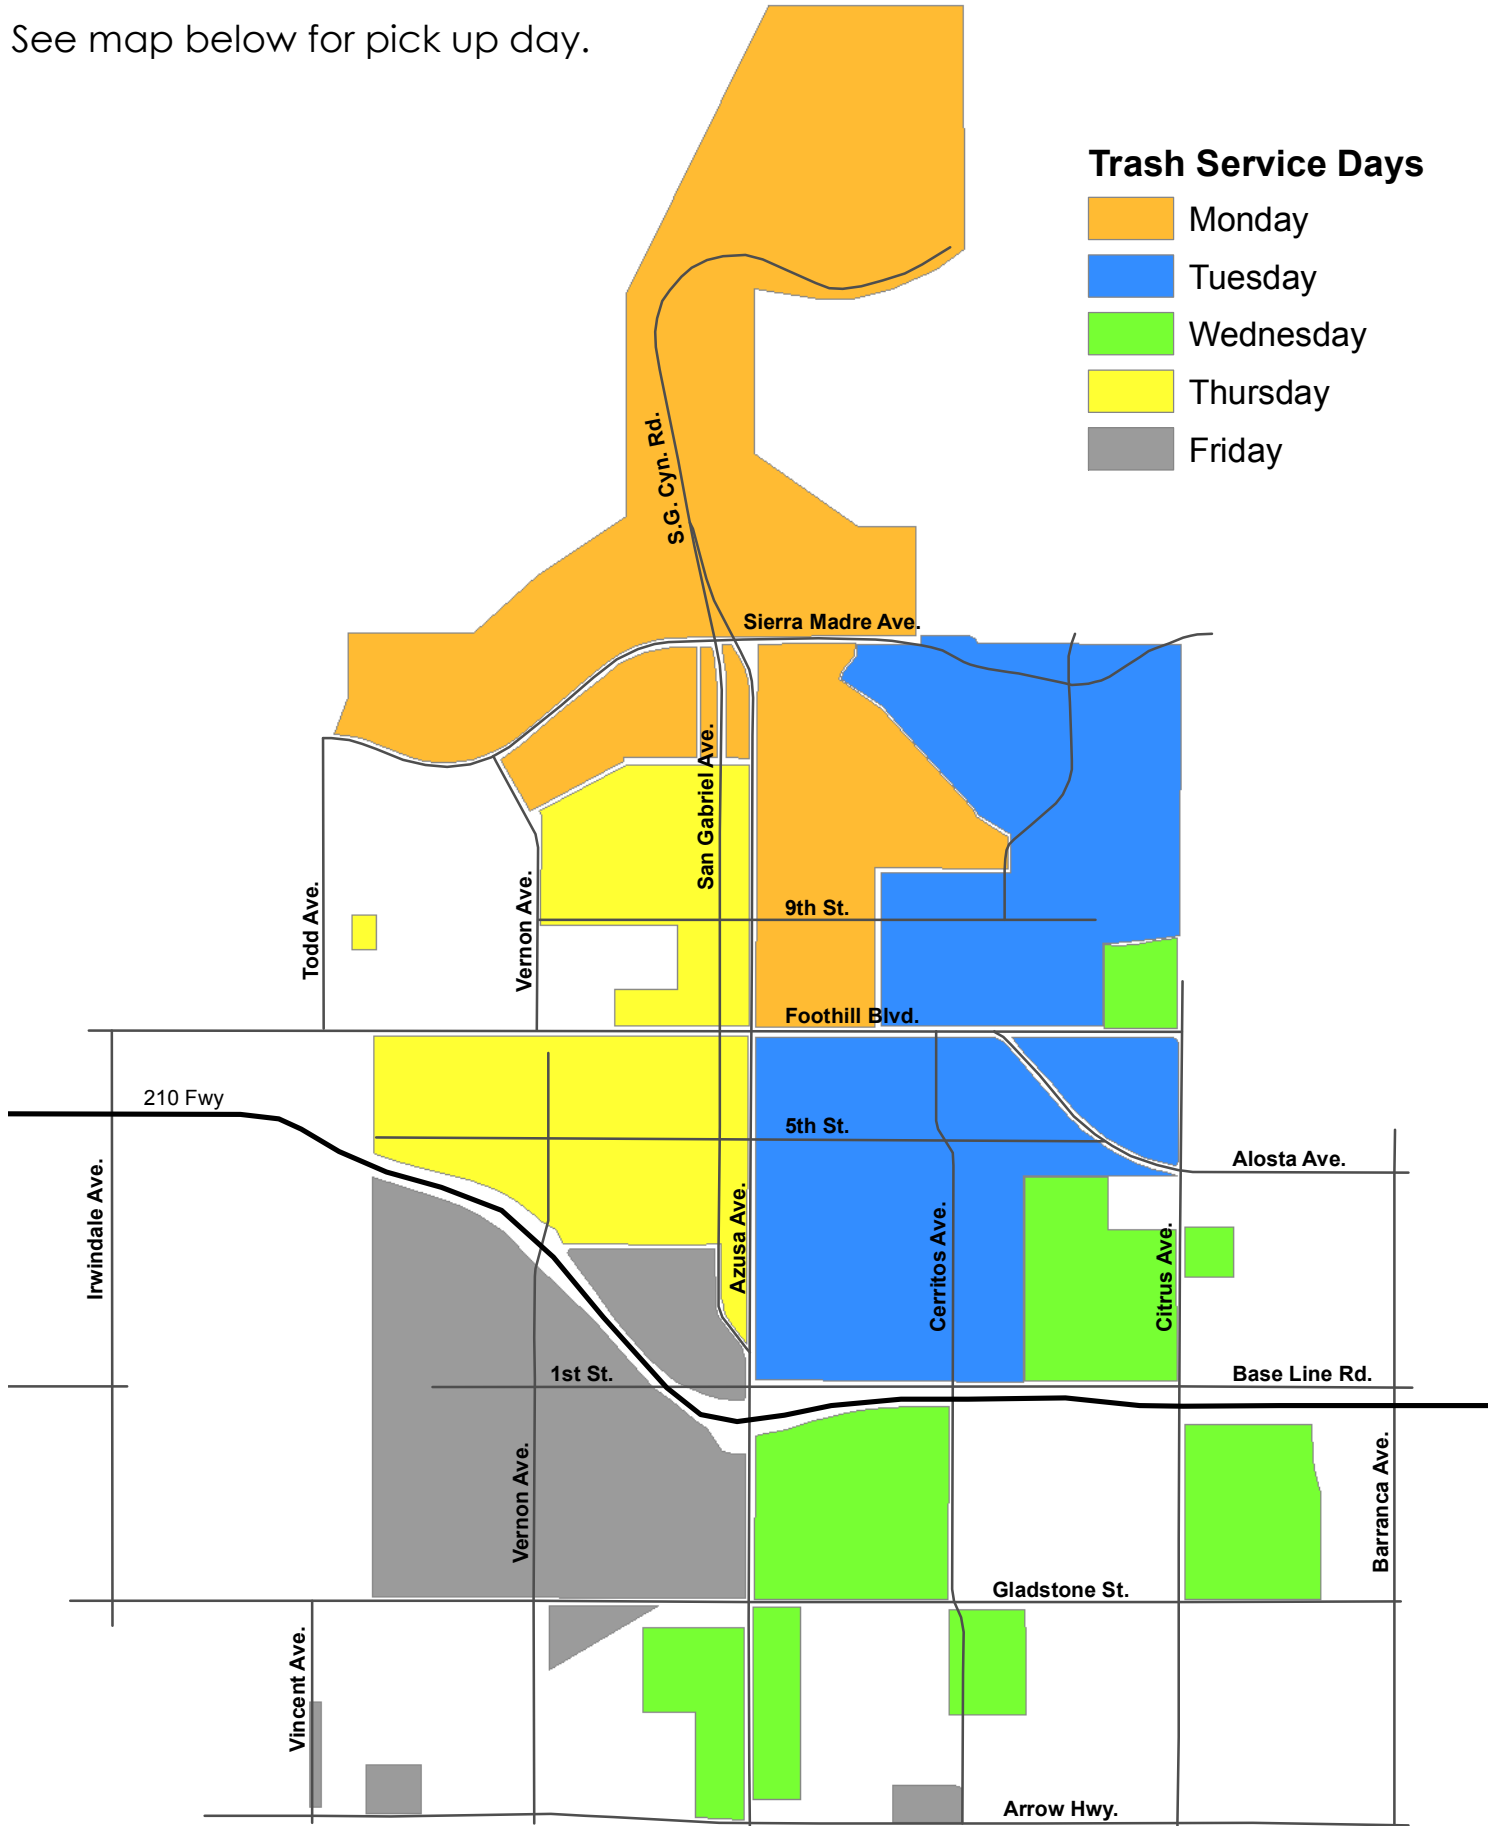 See map below for pick up day.
Trash Service Days
Monday
Tuesday
Wednesday
Thursday
Friday
S.G. Cyn. Rd.
Sierra Madre Ave.
San Gabriel Ave.
Todd Ave.
Vernon Ave.
9th St.
Foothill Blvd.
210 Fwy
5th St.
Irwindale Ave.
Azusa Ave.
Cerritos Ave.
Citrus Ave.
Alosta Ave.
1st St.
Base Line Rd.
Vernon Ave.
Barranca Ave.
Gladstone St.
Vincent Ave.
Arrow Hwy.